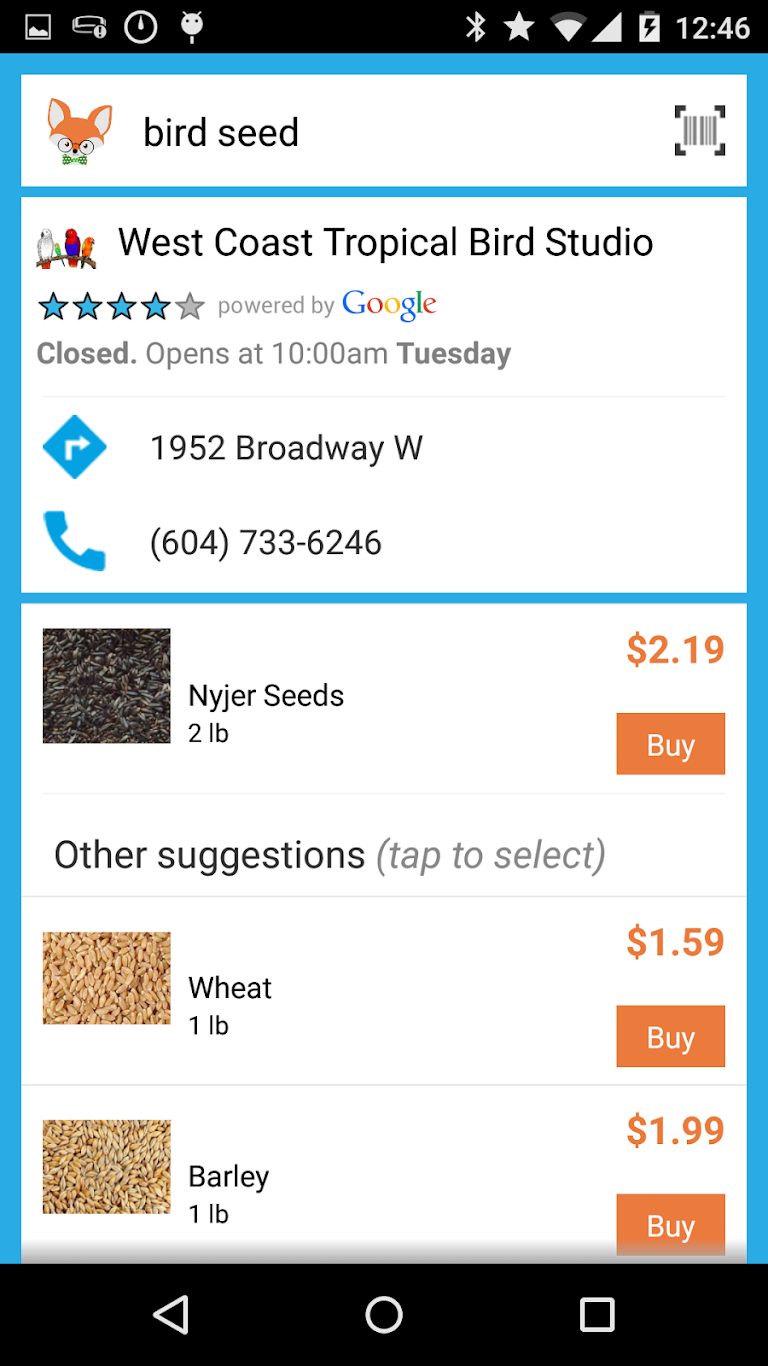 12:46
bird seed
West Coast Tropical Bird Studio
powered by Google
Closed. Opens at 10:00am Tuesday
1952 Broadway W
(604) 733-6246
$2.19
Nyjer Seeds
2 lb
Buy
Other suggestions (tap to select)
$1.59
Wheat
1 lb
Buy
$1.99
Barley
1 lb
Buy